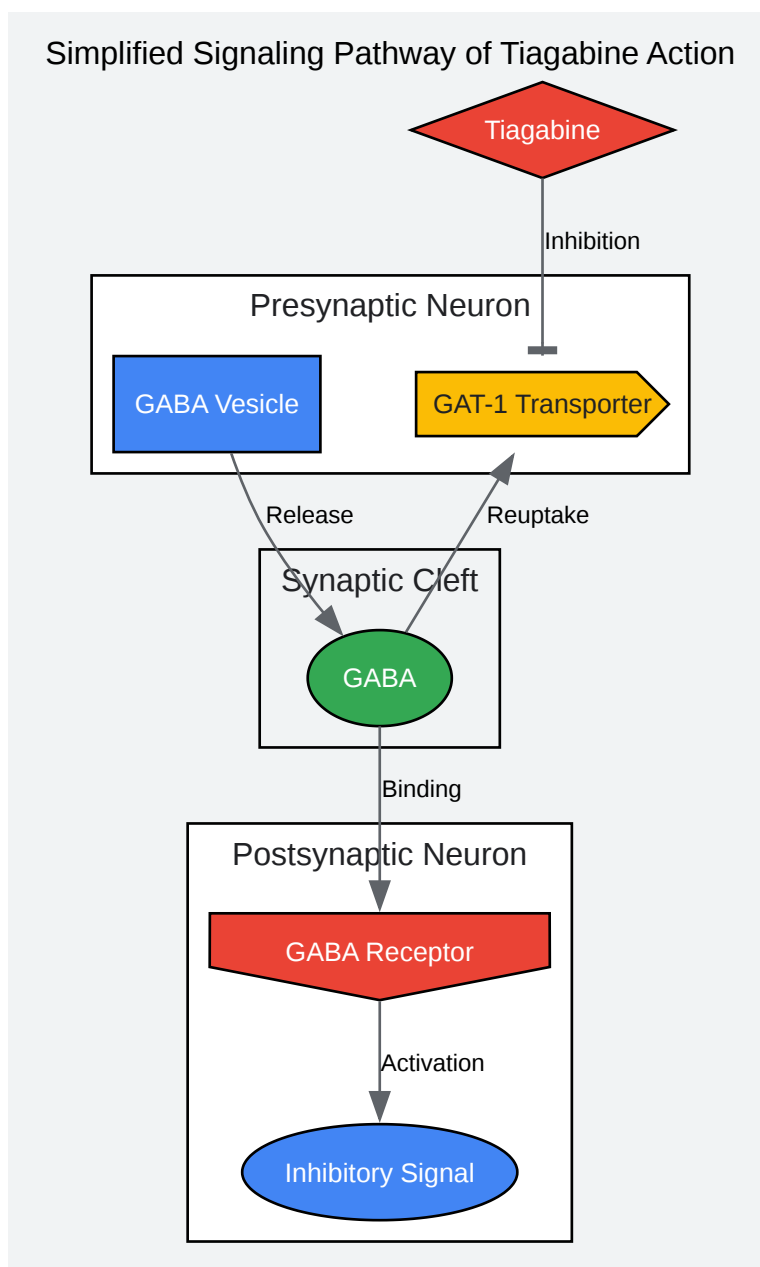 Simplified Signaling Pathway of Tiagabine Action
Tiagabine
Inhibition
Presynaptic Neuron
GABA Vesicle
GAT-1 Transporter
Release
Reuptake
Synaptic Cleft
GABA
Binding
Postsynaptic Neuron
GABA Receptor
Activation
Inhibitory Signal